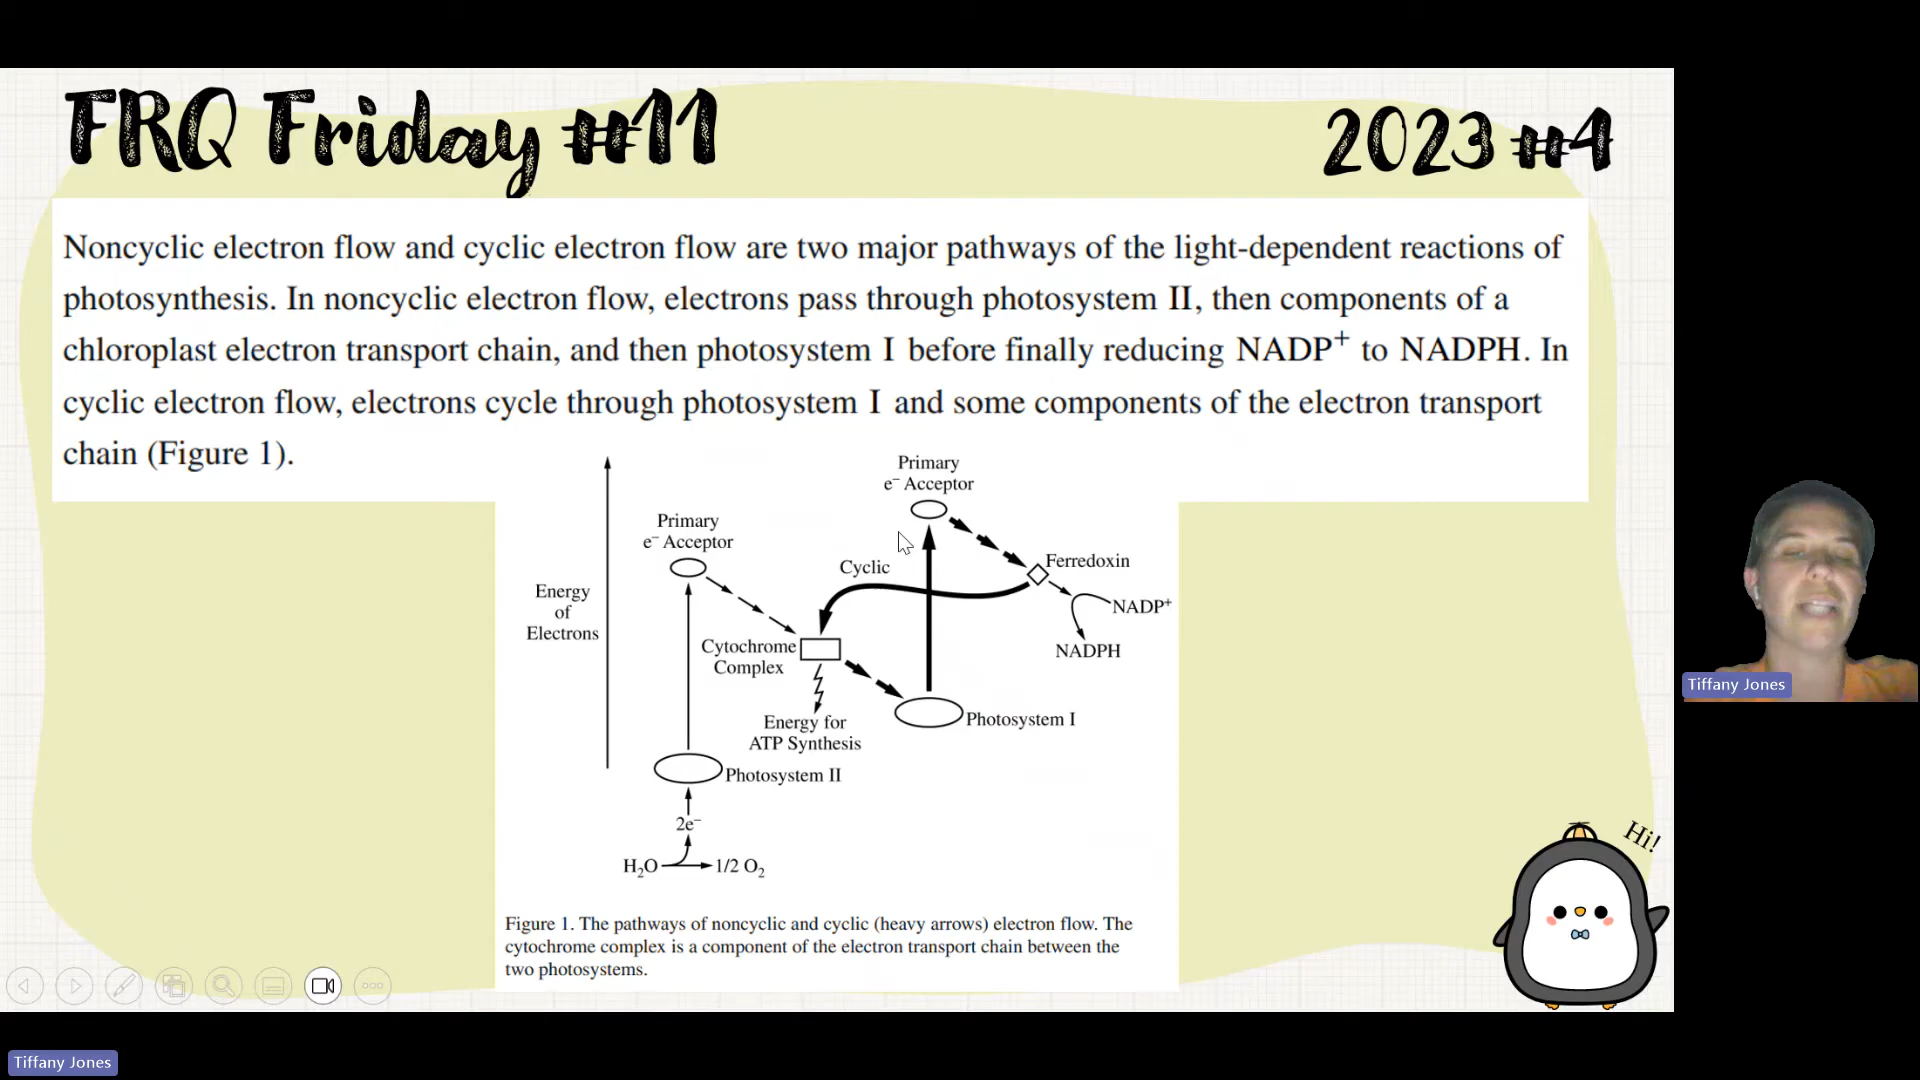 FRQ Friday #11
2023 #4
Noncyclic electron flow and cyclic electron flow are two major pathways of the light-dependent reactions of
photosynthesis. In noncyclic electron flow, electrons pass through photosystem II, then components of a
chloroplast electron transport chain, and then photosystem I before finally reducing NADP⁺ to NADPH. In
cyclic electron flow, electrons cycle through photosystem I and some components of the electron transport
chain (Figure 1).
Primary
e⁻ Acceptor
Primary
e⁻ Acceptor
Cyclic
Ferredoxin
Energy
of
Electrons
NADP⁺
Cytochrome
Complex
NADPH
Energy for
ATP Synthesis
Photosystem I
Photosystem II
2e⁻
H₂O
1/2 O₂
Figure 1. The pathways of noncyclic and cyclic (heavy arrows) electron flow. The
cytochrome complex is a component of the electron transport chain between the
two photosystems.
Hi!
Tiffany Jones
Tiffany Jones